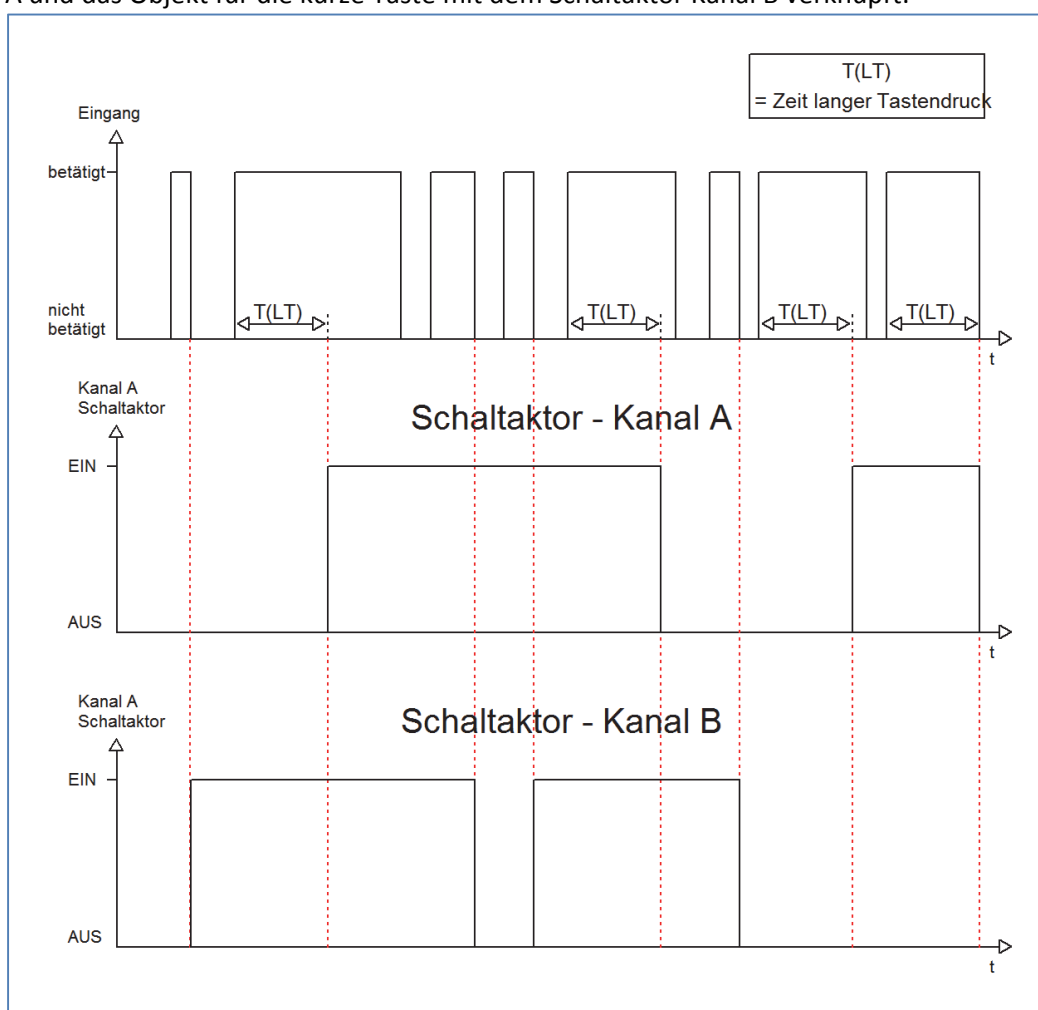 A und das Objekt für die kurze Taste mit dem Schaltaktor Kanal B verknüpft.
T(LT)
= Zeit langer Tastendruck
Eingang
betätigt
nicht
betätigt
T(LT)
T(LT)
T(LT)
T(LT)
t
Kanal A
Schaltaktor
Schaltaktor - Kanal A
EIN
AUS
t
Kanal A
Schaltaktor
Schaltaktor - Kanal B
EIN
AUS
t